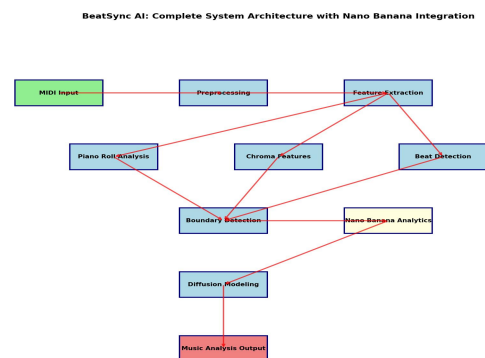 BeatSync AI: Complete System Architecture with Nano Banana Integration
MIDI Input
Preprocessing
Feature Extraction
Piano Roll Analysis
Chroma Features
Beat Detection
Boundary Detection
Nano Banana Analytics
Diffusion Modeling
Music Analysis Output